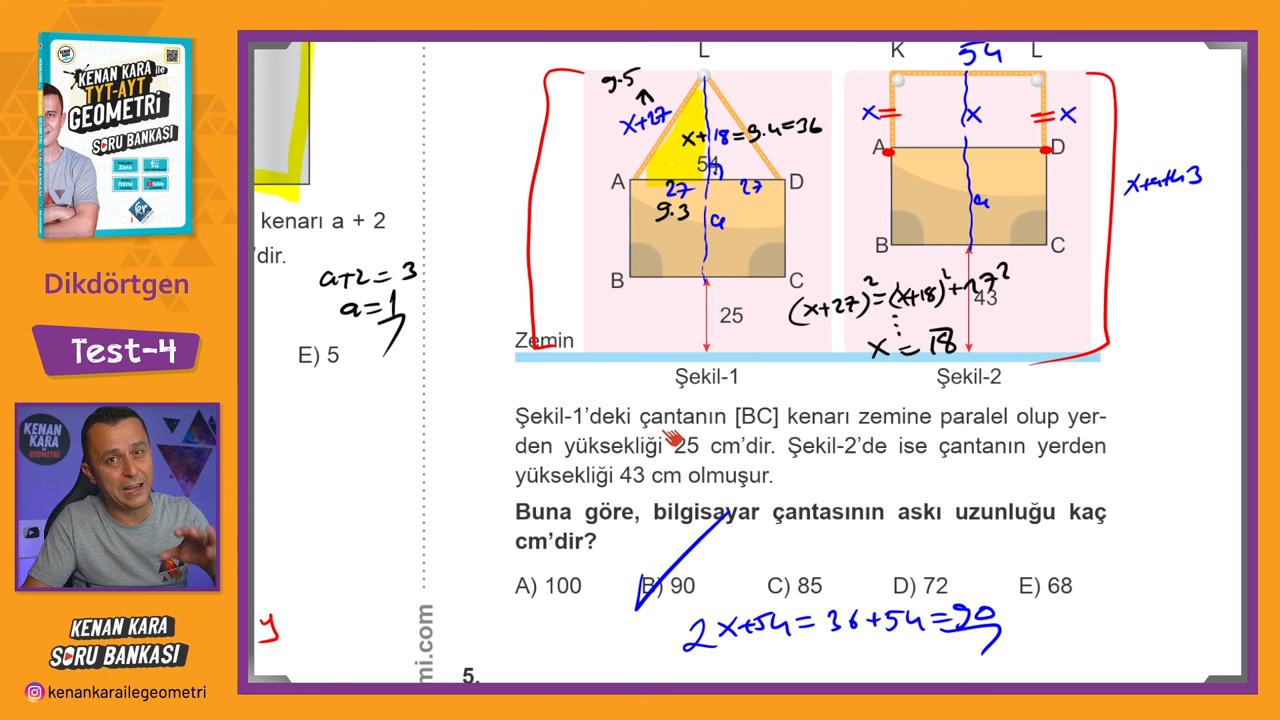 KENAN KARA ile
TYT-AYT
GEOMETRi
SORU BANKASI
Dikdörtgen
Test-4
KENAN KARA
SORU BANKASI
kenankarailegeometri
kenarı a + 2
'dir.
a+2=3
a=1
E) 5
y
mi.com
L
9.5
x+27
x+18=9.4=36
54
A
27
27
D
9.3
a
B
C
25
Zemin
Şekil-1
K
54
L
x
x
x
A
D
a
B
C
43
x+a+43
(x+27)²=(x+18)²+27²
x=18
Şekil-2
Şekil-1'deki çantanın [BC] kenarı zemine paralel olup yer-
den yüksekliği 25 cm'dir. Şekil-2'de ise çantanın yerden
yüksekliği 43 cm olmuşur.
Buna göre, bilgisayar çantasının askı uzunluğu kaç
cm'dir?
A) 100 B) 90 C) 85 D) 72 E) 68
2x+54=36+54=90
5.